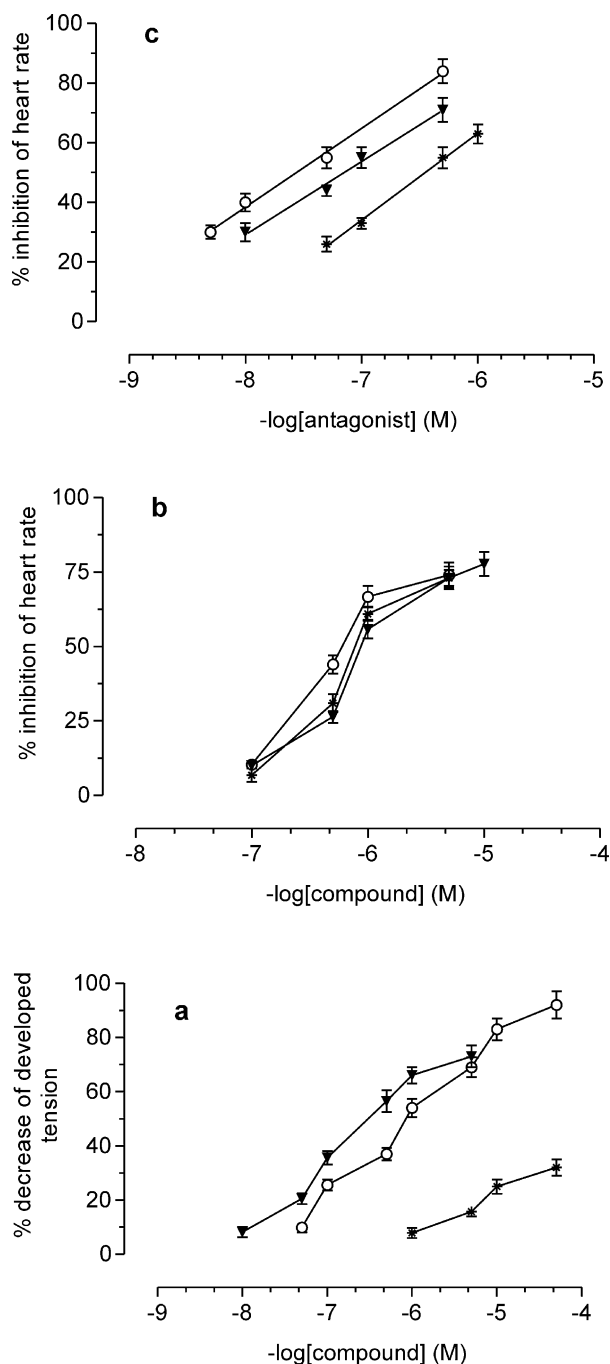 c
% inhibition of heart rate
100
80
60
40
20
0
-9 -8 -7 -6 -5
-log[antagonist] (M)
b
% inhibition of heart rate
100
75
50
25
0
-8 -7 -6 -5 -4
-log[compound] (M)
a
% decrease of developed
tension
100
80
60
40
20
0
-9 -8 -7 -6 -5 -4
-log[compound] (M)